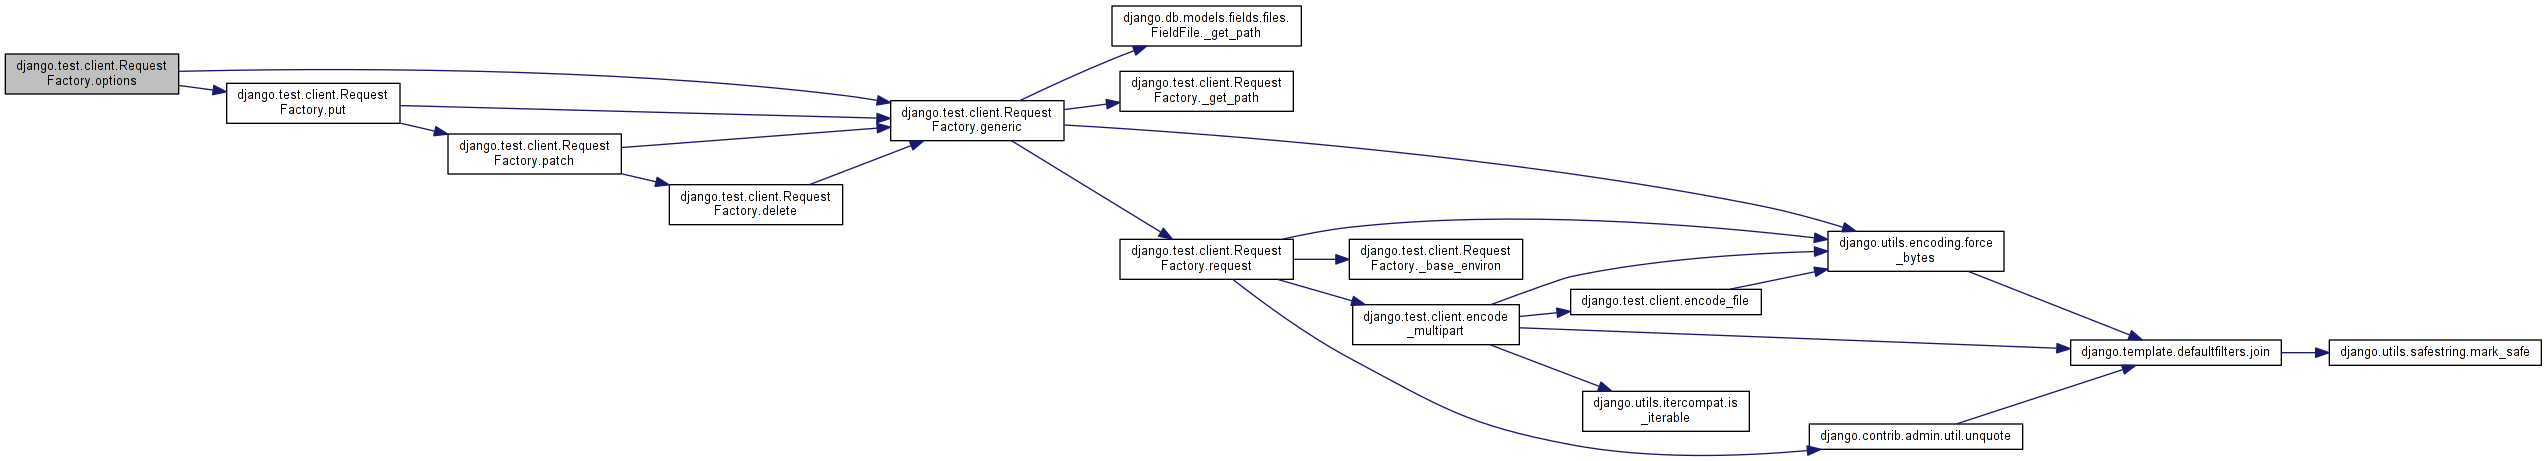 django.test.client.Request
Factory.options
django.test.client.Request
Factory.put
django.test.client.Request
Factory.patch
django.test.client.Request
Factory.delete
django.test.client.Request
Factory.generic
django.db.models.fields.files.
FieldFile._get_path
django.test.client.Request
Factory._get_path
django.test.client.Request
Factory.request
django.test.client.Request
Factory._base_environ
django.test.client.encode
_multipart
django.test.client.encode_file
django.utils.itercompat.is
_iterable
django.utils.encoding.force
_bytes
django.contrib.admin.util.unquote
django.template.defaultfilters.join
django.utils.safestring.mark_safe